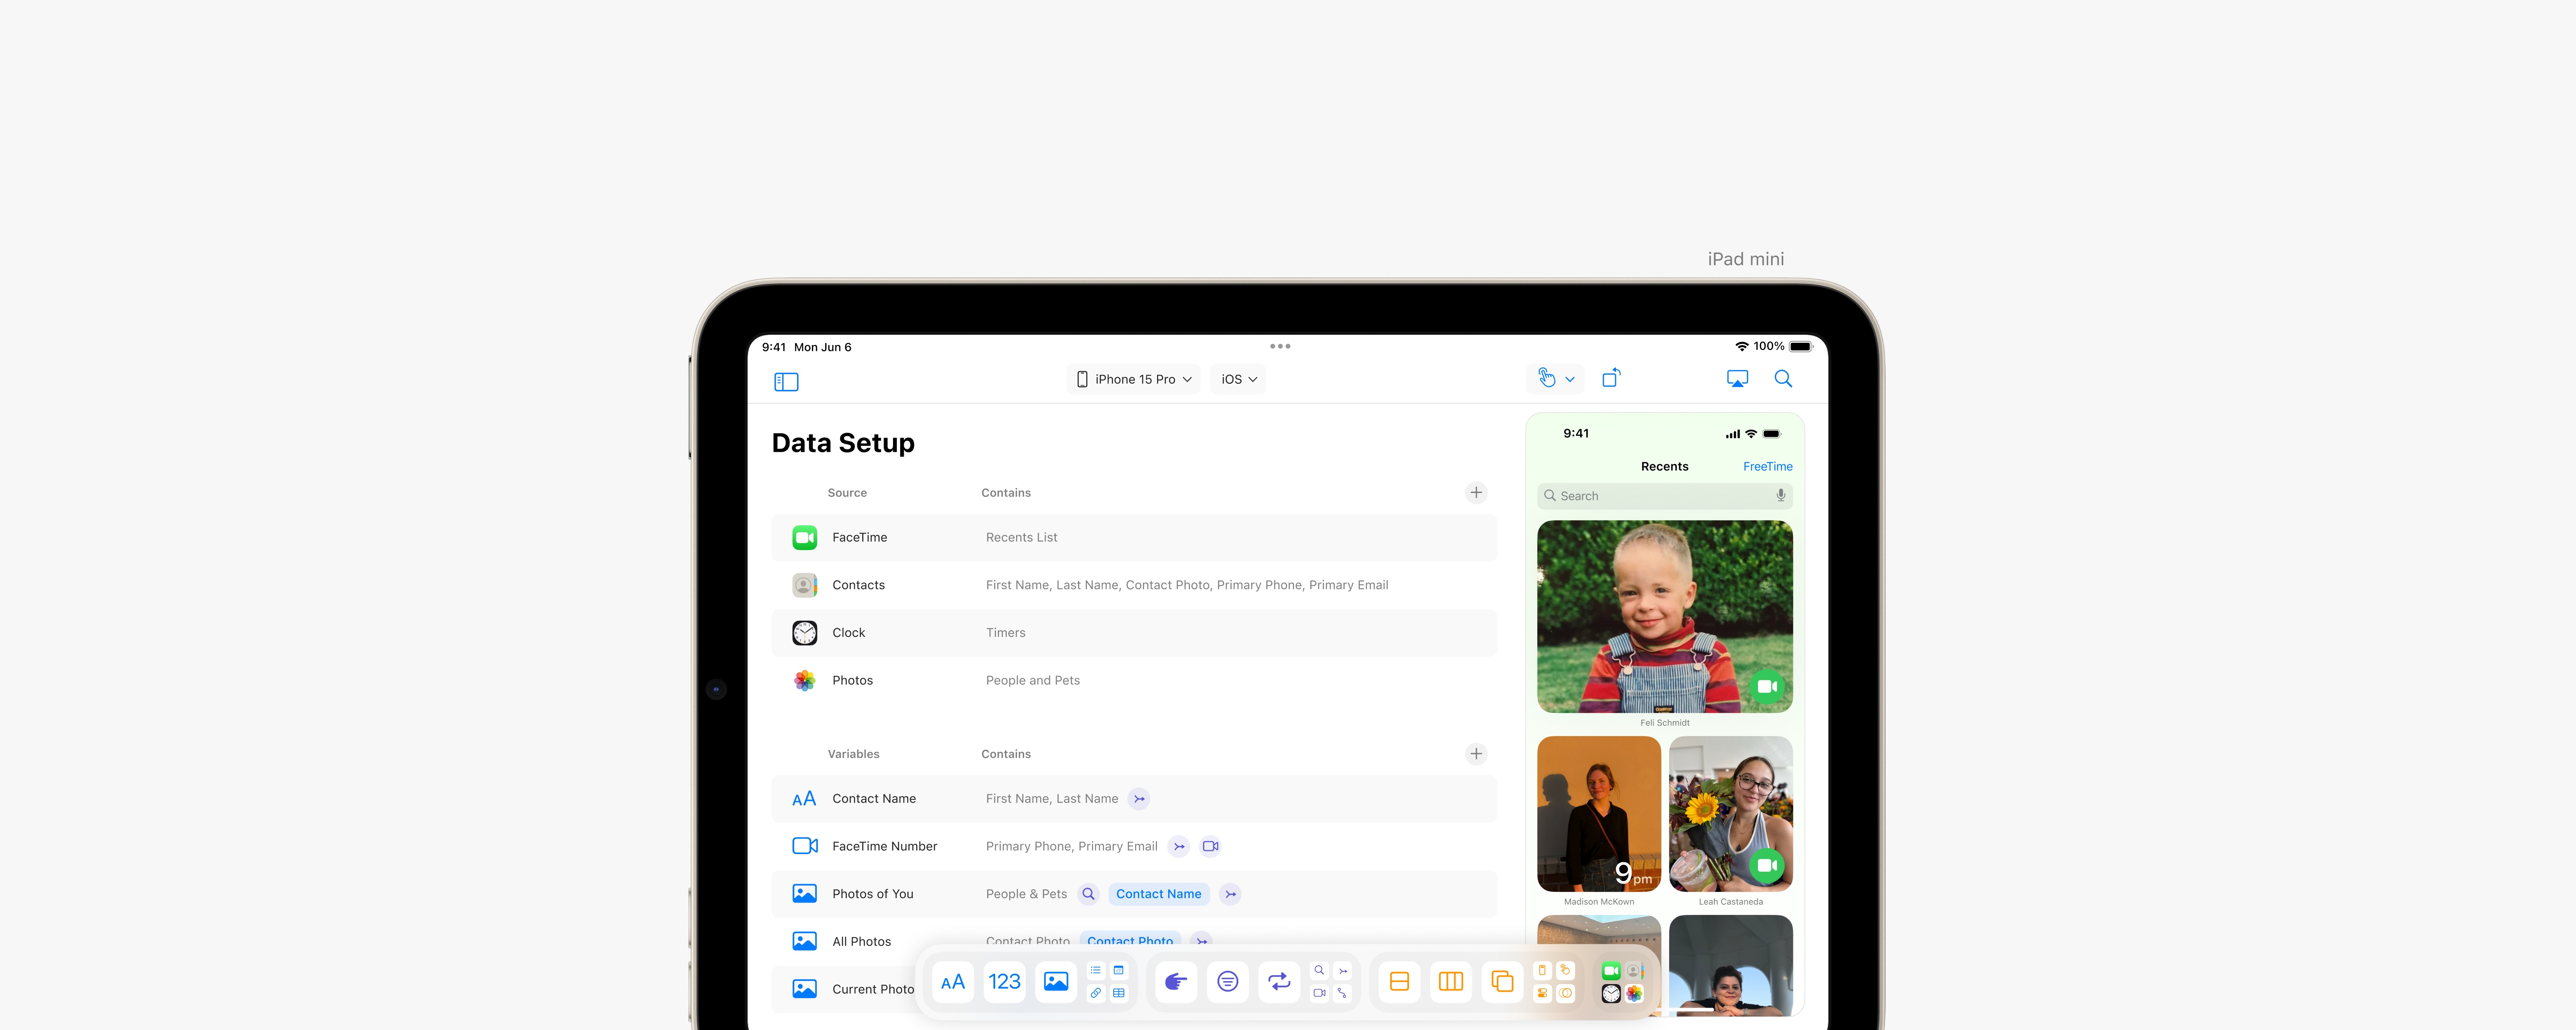 iPad mini
9:41 Mon Jun 6
100%
iPhone 15 Pro
iOS
Data Setup
Source Contains
FaceTime Recents List
Contacts First Name, Last Name, Contact Photo, Primary Phone, Primary Email
Clock Timers
Photos People and Pets
Variables Contains
Contact Name First Name, Last Name
FaceTime Number Primary Phone, Primary Email
Photos of You People & Pets Contact Name
All Photos Contact Photo Contact Photo
Current Photo
AA 123
9:41
Recents FreeTime
Search
Feli Schmidt
9pm
Madison McKown Leah Castaneda